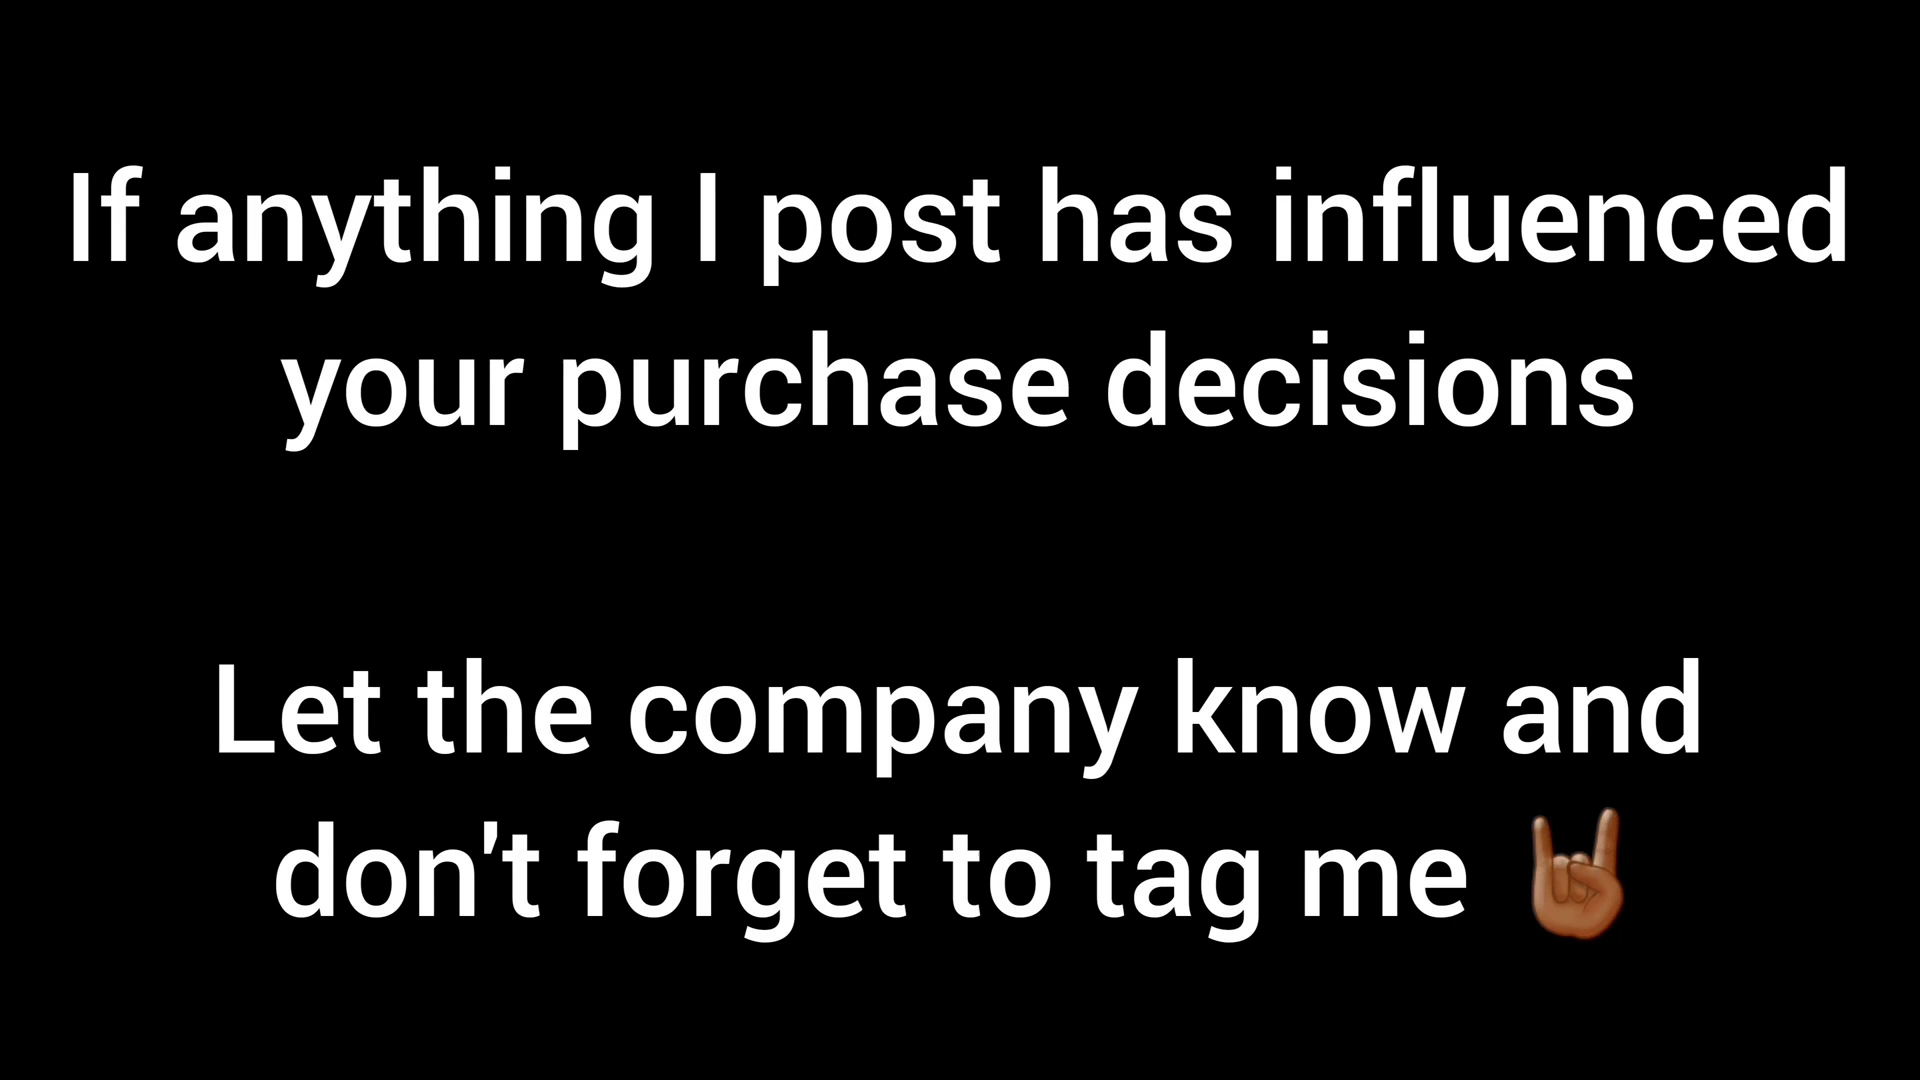 If anything I post has influenced
your purchase decisions
Let the company know and
don't forget to tag me 🤘🏾